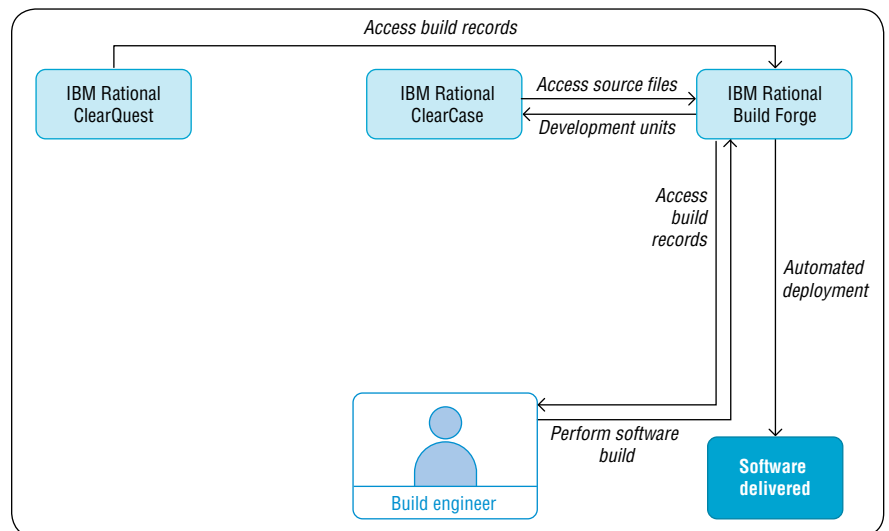 Access build records
IBM Rational
ClearQuest
IBM Rational
ClearCase
Access source files
Development units
IBM Rational
Build Forge
Access
build
records
Automated
deployment
Perform software
build
Build engineer
Software
delivered